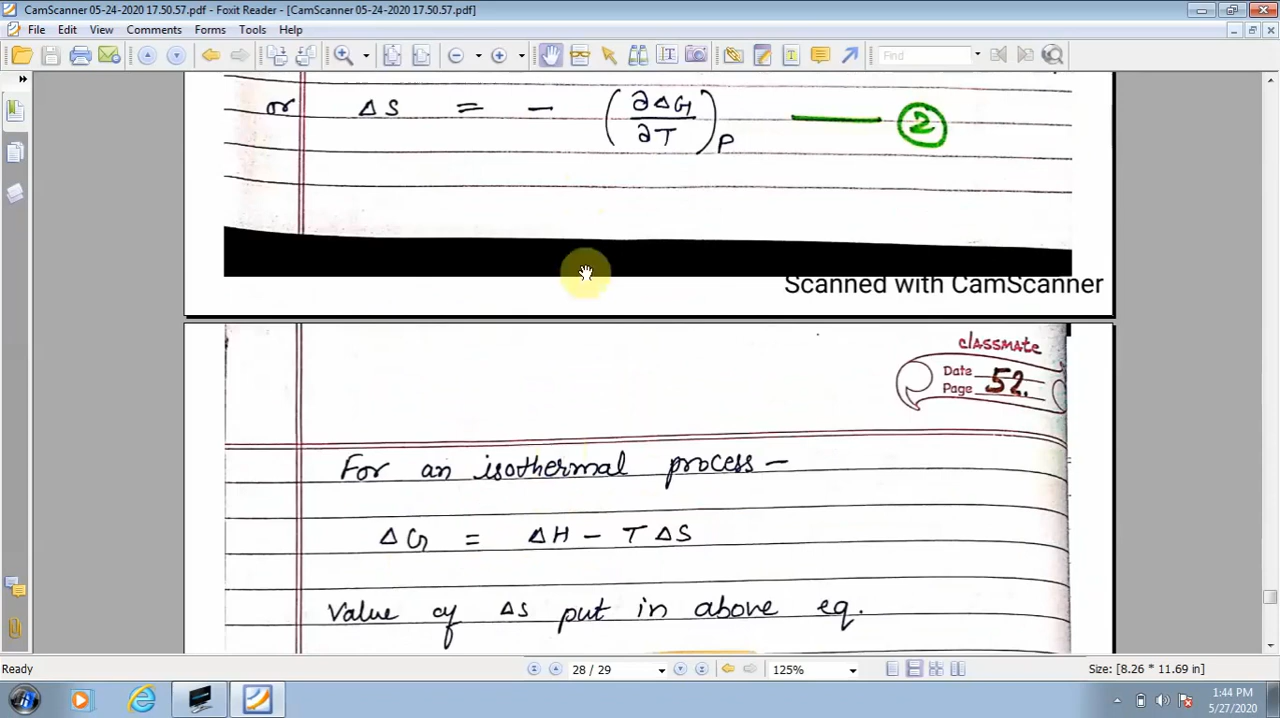 CamScanner 05-24-2020 17.50.57.pdf - Foxit Reader - [CamScanner 05-24-2020 17.50.57.pdf]
File Edit View Comments Forms Tools Help
Find
or ΔS = - (∂ΔG/∂T)P ——— 2
Scanned with CamScanner
classmate
Date
Page 52.
For an isothermal process -
ΔG = ΔH - TΔS
Value of ΔS put in above eq.
Ready
28 / 29
125%
Size: [8.26 * 11.69 in]
1:44 PM
5/27/2020